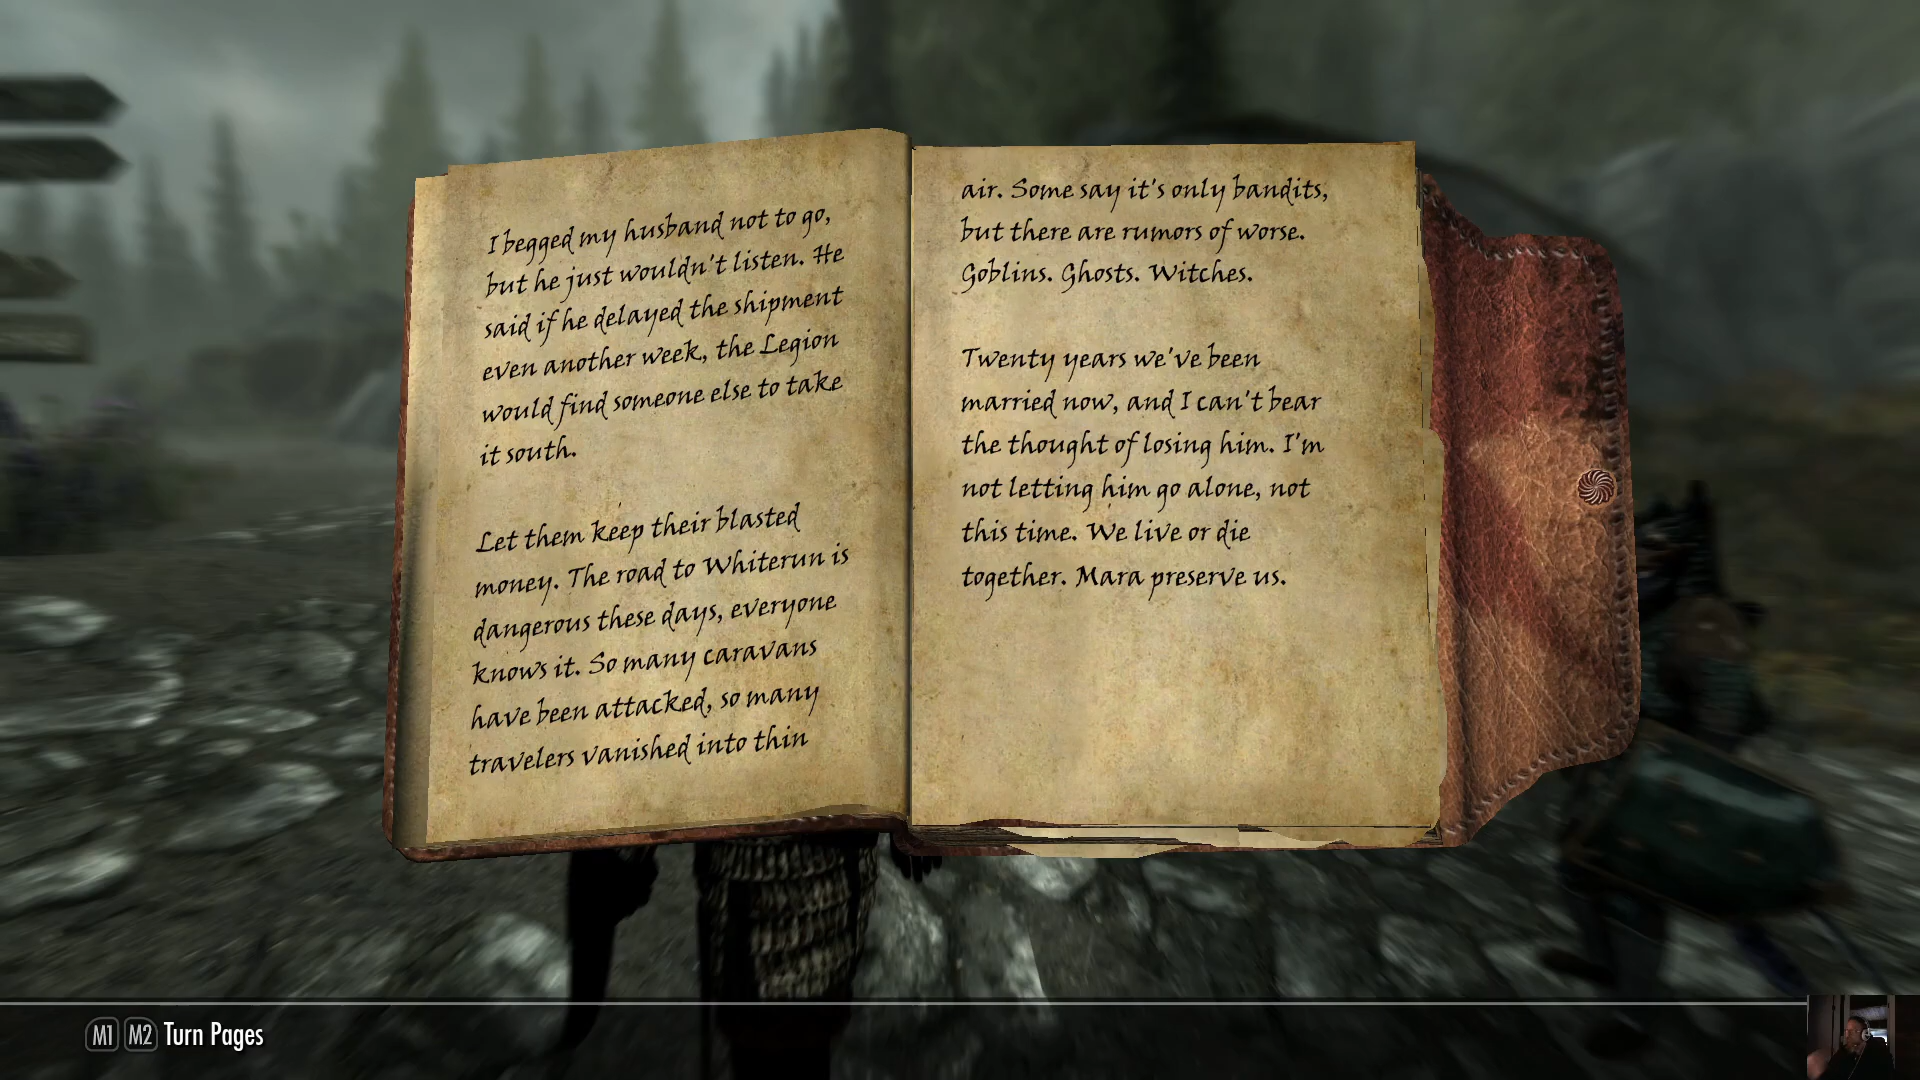 I begged my husband not to go,
but he just wouldn't listen. He
said if he delayed the shipment
even another week, the Legion
would find someone else to take
it south.
Let them keep their blasted
money. The road to Whiterun is
dangerous these days, everyone
knows it. So many caravans
have been attacked, so many
travelers vanished into thin
air. Some say it's only bandits,
but there are rumors of worse.
Goblins. Ghosts. Witches.
Twenty years we've been
married now, and I can't bear
the thought of losing him. I'm
not letting him go alone, not
this time. We live or die
together. Mara preserve us.
M1 M2 Turn Pages